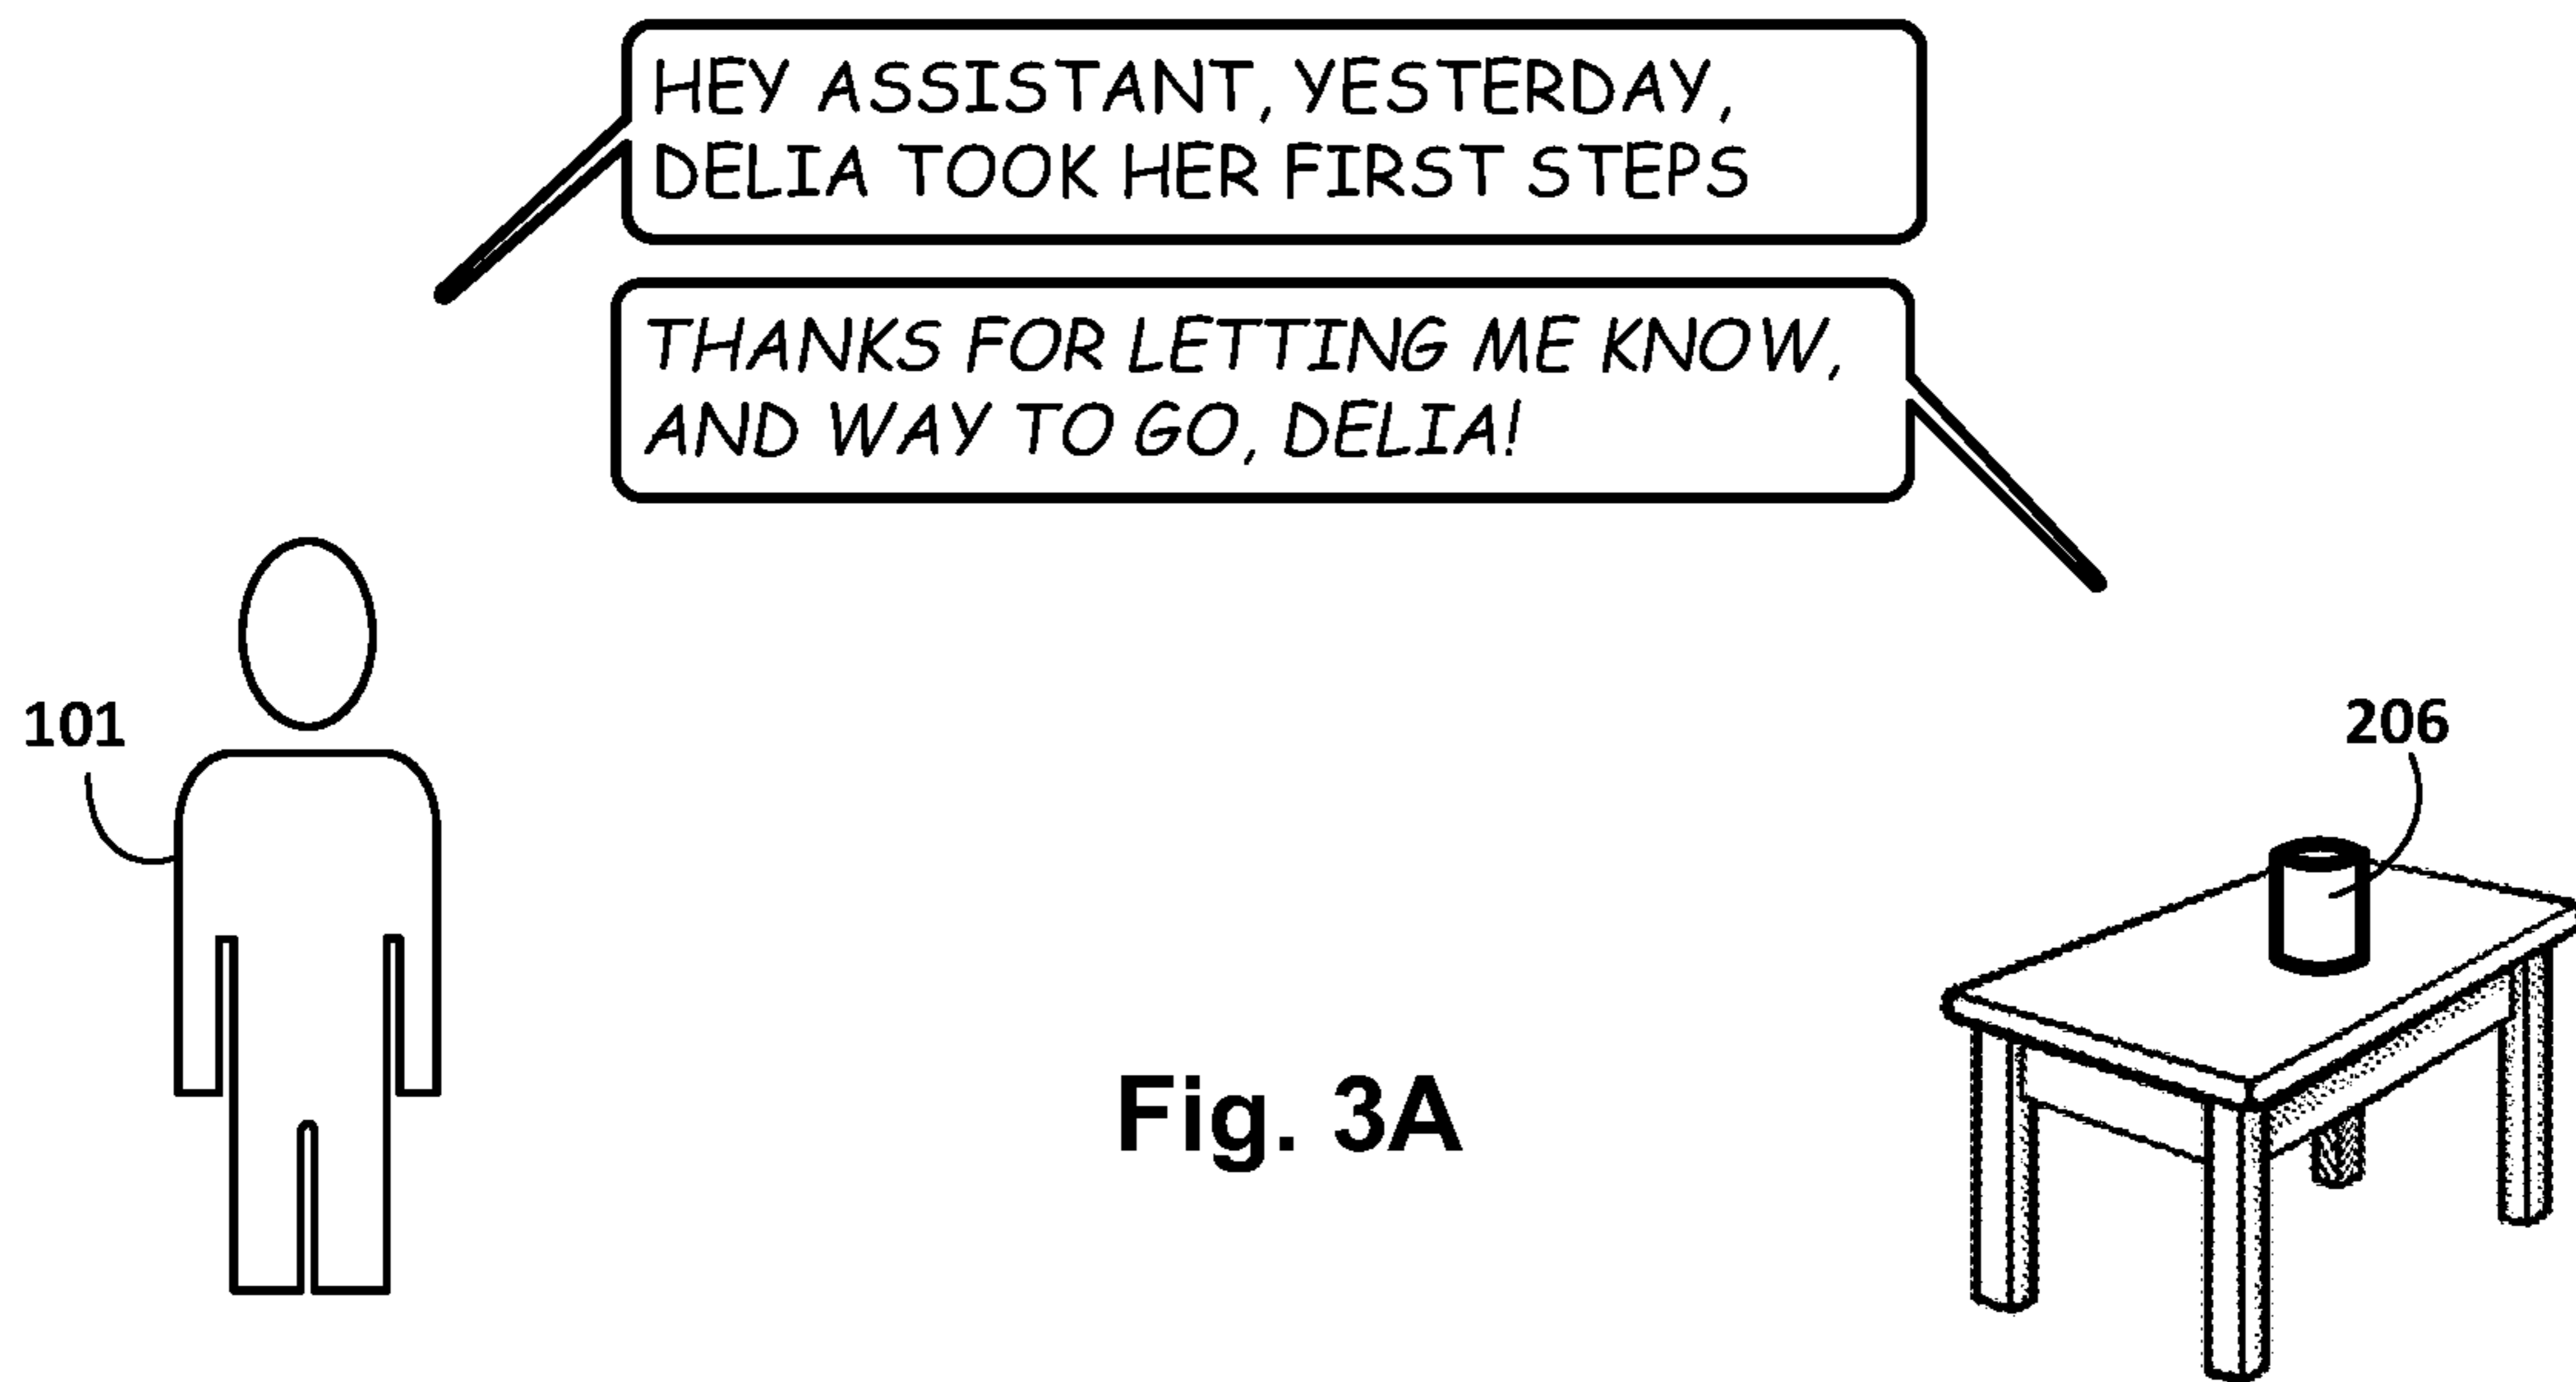 HEY ASSISTANT, YESTERDAY,
DELIA TOOK HER FIRST STEPS
THANKS FOR LETTING ME KNOW,
AND WAY TO GO, DELIA!
101
206
Fig. 3A